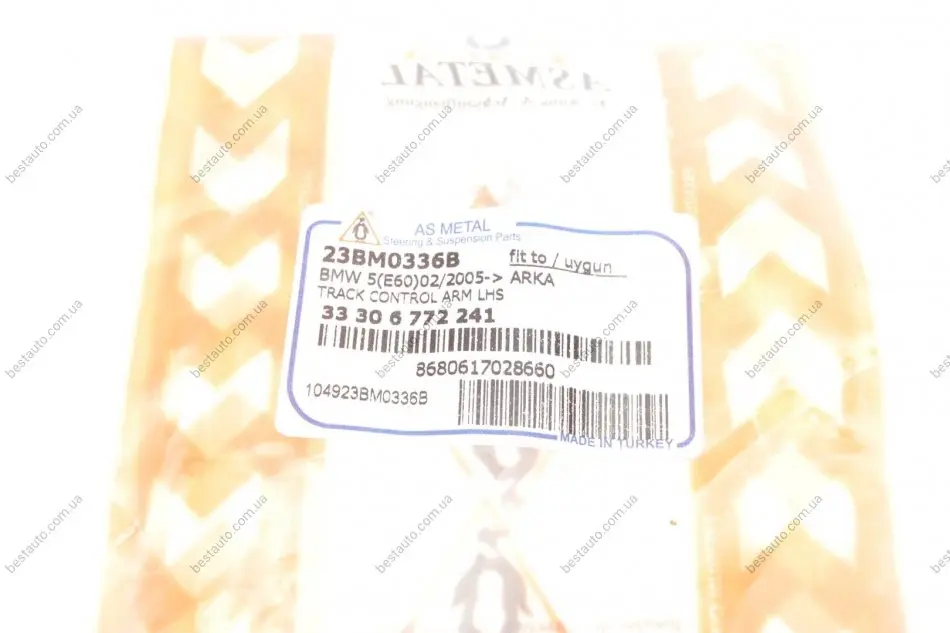 ASMETAL
AS METAL
Steering & Suspension Parts
23BM0336B
fit to / uygun
BMW 5(E60)02/2005-> ARKA
TRACK CONTROL ARM LHS
33 30 6 772 241
8680617028660
104923BM0336B
MADE IN TURKEY
bestauto.com.ua